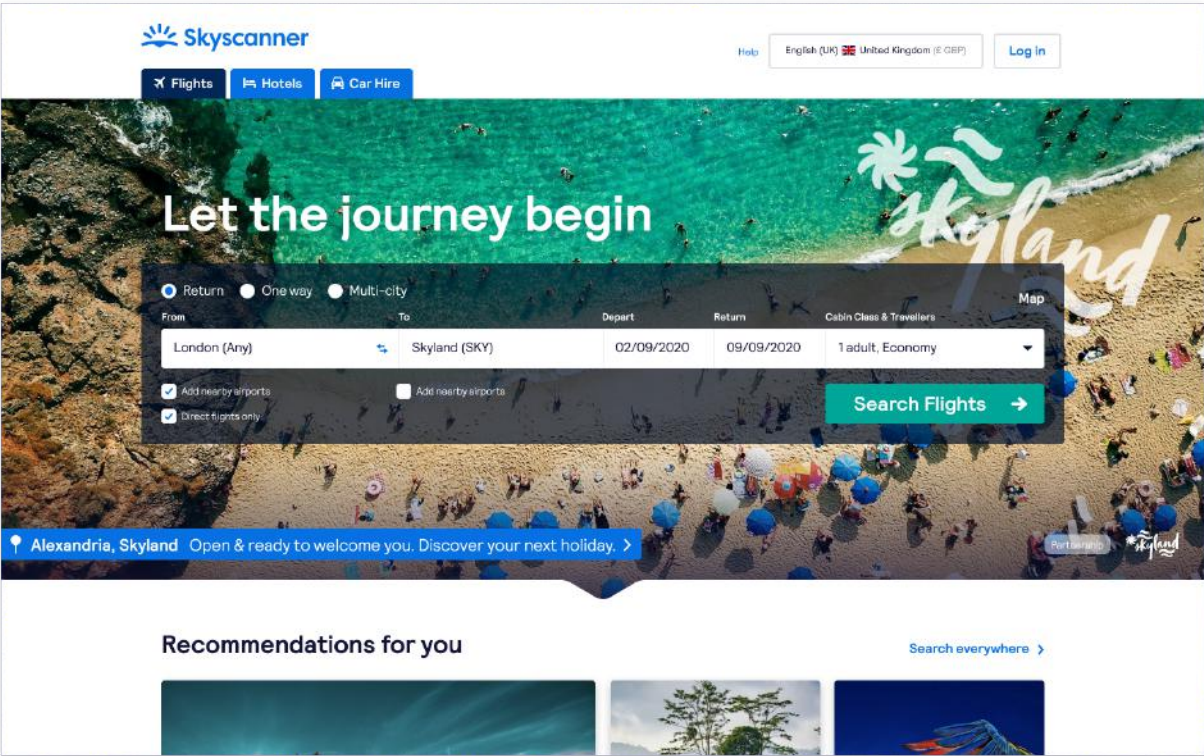 Skyscanner
Help
English (UK) United Kingdom (£ GBP)
Log in
Flights
Hotels
Car Hire
skyland
Let the journey begin
Return One way Multi-city
Map
From To Depart Return Cabin Class & Travellers
London (Any) Skyland (SKY) 02/09/2020 09/09/2020 1 adult, Economy
Add nearby airports Add nearby airports
Direct flights only
Search Flights
Alexandria, Skyland Open & ready to welcome you. Discover your next holiday.
Partnership skyland
Recommendations for you
Search everywhere